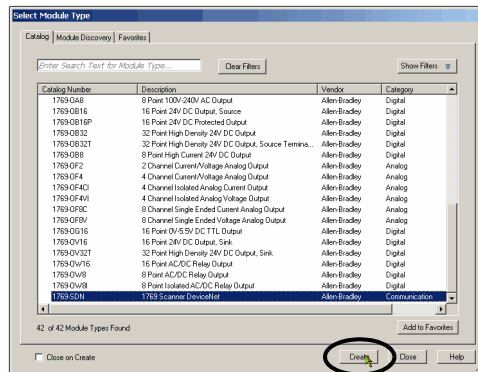 Select Module Type
Catalog Module Discovery Favorites
Enter Search Text for Module Type... Clear Filters Show Filters
Catalog Number Description Vendor Category
1769-OA8 8 Point 100V-240V AC Output Allen-Bradley Digital
1769-OB16 16 Point 24V DC Output, Source Allen-Bradley Digital
1769-OB16P 16 Point 24V DC Protected Output Allen-Bradley Digital
1769-OB32 32 Point High Density 24V DC Output Allen-Bradley Digital
1769-OB32T 32 Point High Density 24V DC Output, Source Termina... Allen-Bradley Digital
1769-OB8 8 Point High Current 24V DC Output Allen-Bradley Digital
1769-OF2 2 Channel Current/Voltage Analog Output Allen-Bradley Analog
1769-OF4 4 Channel Current/Voltage Analog Output Allen-Bradley Analog
1769-OF4CI 4 Channel Isolated Analog Current Output Allen-Bradley Analog
1769-OF4VI 4 Channel Isolated Analog Voltage Output Allen-Bradley Analog
1769-OF8C 8 Channel Single Ended Current Analog Output Allen-Bradley Analog
1769-OF8V 8 Channel Single Ended Voltage Analog Output Allen-Bradley Analog
1769-OG16 16 Point 0V-5.5V DC TTL Output Allen-Bradley Digital
1769-OV16 16 Point 24V DC Output, Sink Allen-Bradley Digital
1769-OV32T 32 Point High Density 24V DC Output, Sink Allen-Bradley Digital
1769-OW16 16 Point AC/DC Relay Output Allen-Bradley Digital
1769-OW8 8 Point AC/DC Relay Output Allen-Bradley Digital
1769-OW8I 8 Point Isolated AC/DC Relay Output Allen-Bradley Digital
1769-SDN 1769 Scanner DeviceNet Allen-Bradley Communication
42 of 42 Module Types Found Add to Favorites
Close on Create Create Close Help